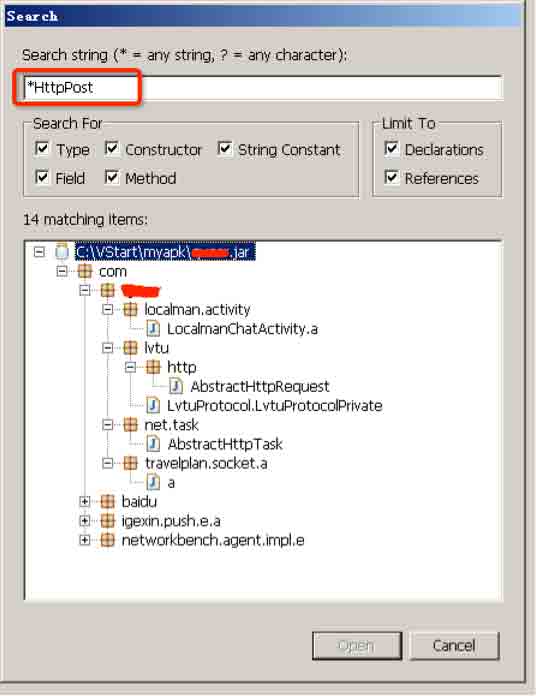 Search
Search string (* = any string, ? = any character):
*HttpPost
Search For
Type Constructor String Constant
Field Method
Limit To
Declarations
References
14 matching items:
C:\VStart\myapk\ .jar
com
localman.activity
LocalmanChatActivity.a
lvtu
http
AbstractHttpRequest
LvtuProtocol.LvtuProtocolPrivate
net.task
AbstractHttpTask
travelplan.socket.a
a
baidu
igexin.push.e.a
networkbench.agent.impl.e
Open Cancel